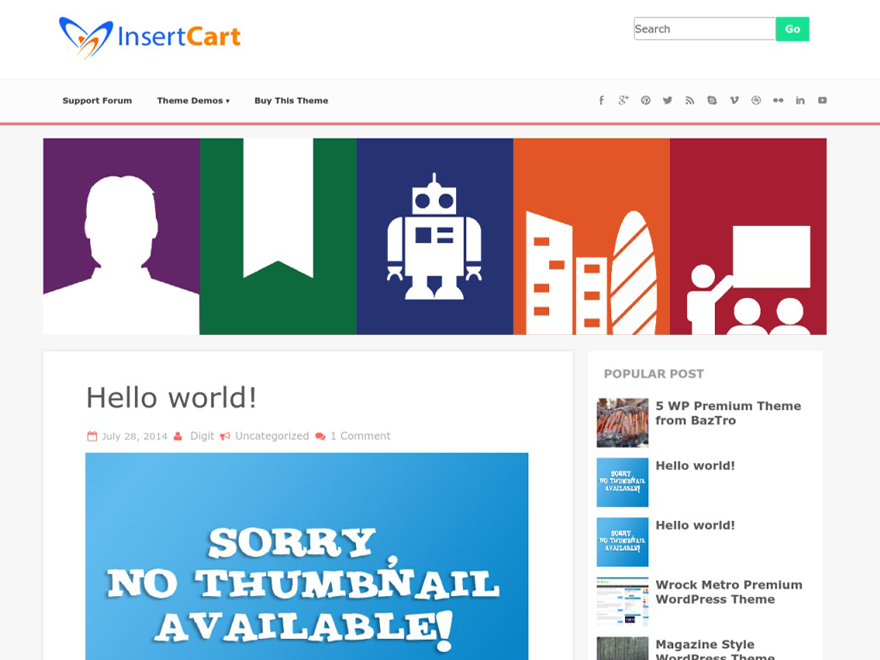 InsertCart
Search
Go
Support Forum
Theme Demos ▾
Buy This Theme
Hello world!
July 28, 2014 Digit Uncategorized 1 Comment
SORRY,
NO THUMBNAIL
AVAILABLE!
POPULAR POST
5 WP Premium Theme
from BazTro
SORRY,
NO THUMBNAIL
AVAILABLE!
Hello world!
SORRY,
NO THUMBNAIL
AVAILABLE!
Hello world!
Wrock Metro Premium
WordPress Theme
Magazine Style
WordPress Theme